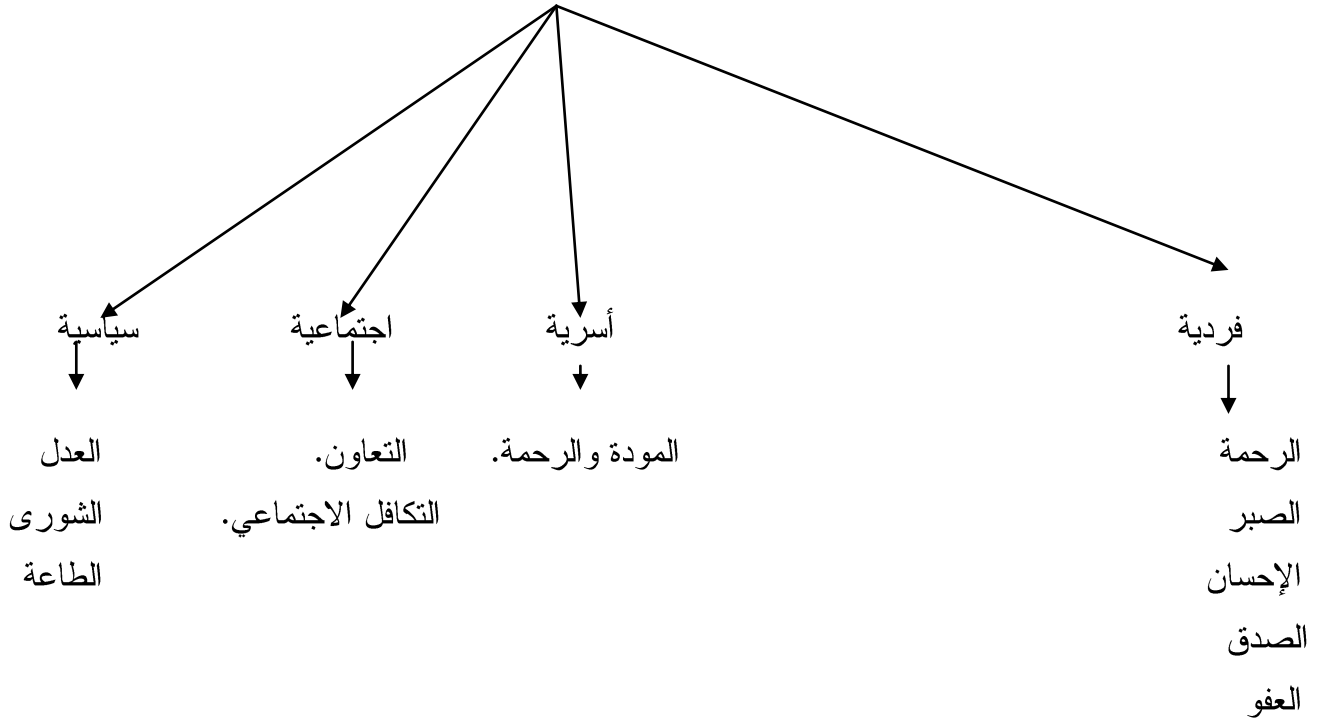 فردية أسرية اجتماعية سياسية
الرحمة المودة والرحمة. التعاون. العدل
الصبر التكافل الاجتماعي. الشورى
الإحسان الطاعة
الصدق
العفو